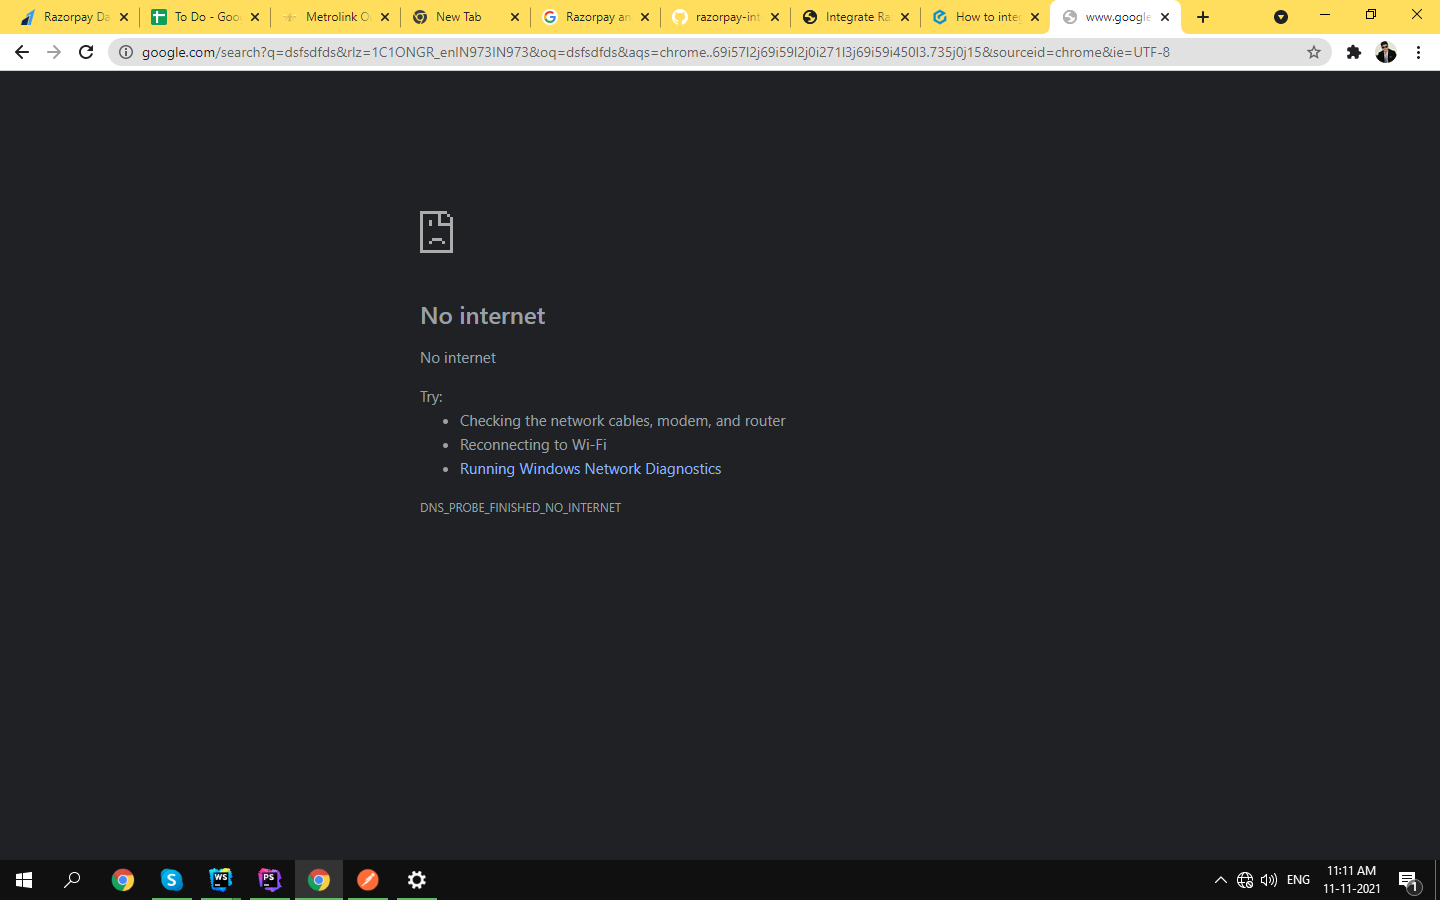 Razorpay Da
To Do - Goo
Metrolink O
New Tab
Razorpay an
razorpay-int
Integrate Ra
How to integ
www.google
google.com/search?q=dsfsdfds&rlz=1C1ONGR_enIN973IN973&oq=dsfsdfds&aqs=chrome..69i57l2j69i59l2j0i271l3j69i59i450l3.735j0j15&sourceid=chrome&ie=UTF-8
No internet
No internet
Try:
• Checking the network cables, modem, and router
• Reconnecting to Wi-Fi
• Running Windows Network Diagnostics
DNS_PROBE_FINISHED_NO_INTERNET
WS
PS
ENG
11:11 AM
11-11-2021
1